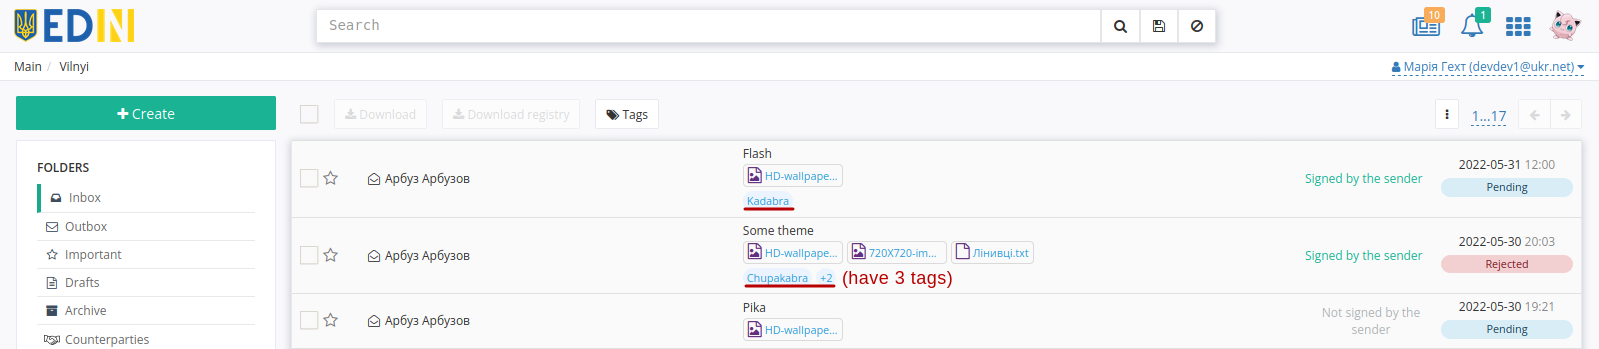 EDIN
Search
10
1
Main / Vilnyi
Марія Гехт (devdev1@ukr.net)
Create
Download
Download registry
Tags
1...17
FOLDERS
Inbox
Outbox
Important
Drafts
Archive
Counterparties
Арбуз Арбузов
Flash
HD-wallpape...
Kadabra
Signed by the sender
2022-05-31 12:00
Pending
Арбуз Арбузов
Some theme
HD-wallpape... 720X720-im... Лінивці.txt
Chupakabra +2 (have 3 tags)
Signed by the sender
2022-05-30 20:03
Rejected
Арбуз Арбузов
Pika
HD-wallpape...
Not signed by the
sender
2022-05-30 19:21
Pending